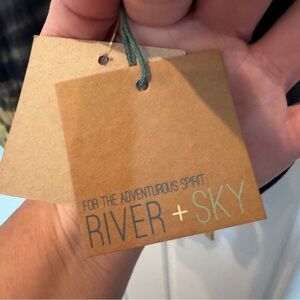 FOR THE ADVENTUROUS SPIRIT
RIVER + SKY